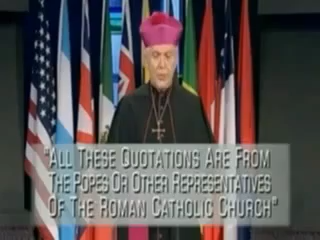 "ALL THESE QUOTATIONS ARE FROM
THE POPES OR OTHER REPRESENTATIVES
OF THE ROMAN CATHOLIC CHURCH"